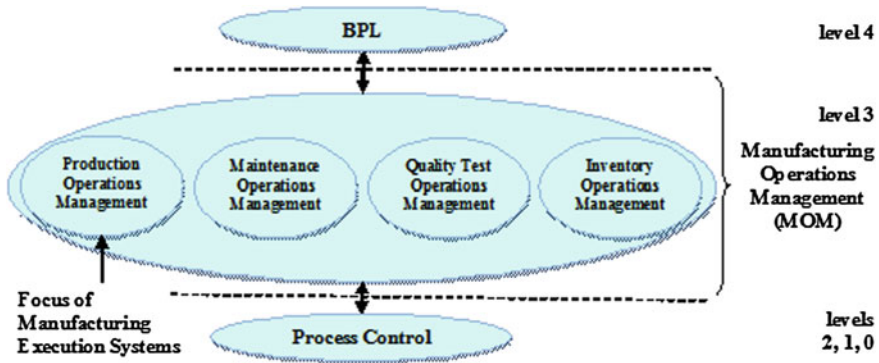 BPL
level 4
level 3
Production
Operations
Management
Maintenance
Operations
Management
Quality Test
Operations
Management
Inventory
Operations
Management
Manufacturing
Operations
Management
(MOM)
Focus of
Manufacturing
Execution Systems
Process Control
levels
2, 1, 0